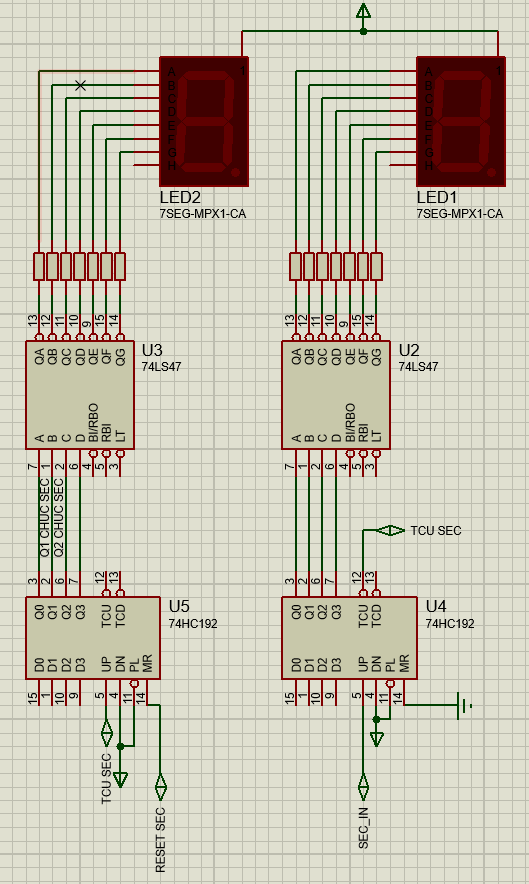 A
B
C
D
E
F
G
H
LED2
7SEG-MPX1-CA
A
B
C
D
E
F
G
H
LED1
7SEG-MPX1-CA
13 12 11 10 9 15 14
QA QB QC QD QE QF QG
U3
74LS47
A B C D BI/RBO RBI LT
7 1 2 6 4 5 3
13 12 11 10 9 15 14
QA QB QC QD QE QF QG
U2
74LS47
A B C D BI/RBO RBI LT
7 1 2 6 4 5 3
Q1 CHUC SEC
Q2 CHUC SEC
TCU SEC
3 2 6 7 12 13
Q0 Q1 Q2 Q3 TCU TCD
U5
74HC192
D0 D1 D2 D3 UP DN PL MR
15 1 10 9 5 4 11 14
3 2 6 7 12 13
Q0 Q1 Q2 Q3 TCU TCD
U4
74HC192
D0 D1 D2 D3 UP DN PL MR
15 1 10 9 5 4 11 14
TCU SEC
RESET SEC
SEC_IN